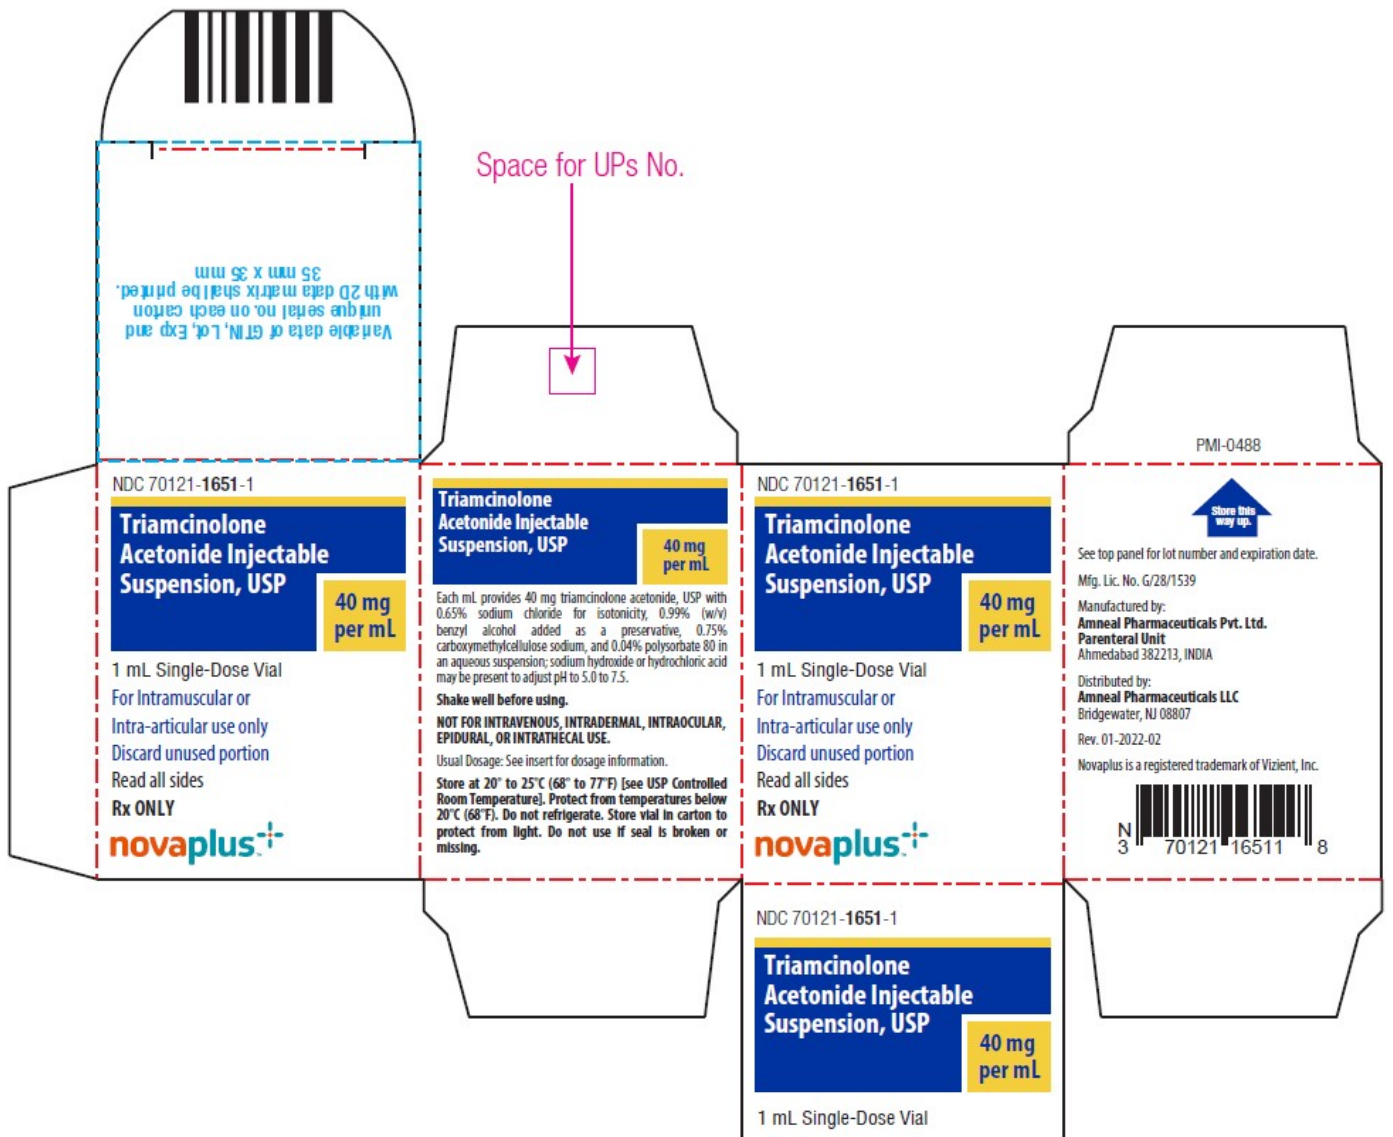 Space for UPs No.
Variable data of GTIN, Lot, Exp and
unique serial no. on each carton
with 2D data matrix shall be printed.
35 mm x 35 mm
NDC 70121-1651-1
Triamcinolone
Acetonide Injectable
Suspension, USP
40 mg
per mL
1 mL Single-Dose Vial
For Intramuscular or
Intra-articular use only
Discard unused portion
Read all sides
Rx ONLY
novaplus™
Triamcinolone
Acetonide Injectable
Suspension, USP
40 mg
per mL
Each mL provides 40 mg triamcinolone acetonide, USP with
0.65% sodium chloride for isotonicity, 0.99% (w/v)
benzyl alcohol added as a preservative, 0.75%
carboxymethylcellulose sodium, and 0.04% polysorbate 80 in
an aqueous suspension; sodium hydroxide or hydrochloric acid
may be present to adjust pH to 5.0 to 7.5.
Shake well before using.
NOT FOR INTRAVENOUS, INTRADERMAL, INTRAOCULAR,
EPIDURAL, OR INTRATHECAL USE.
Usual Dosage: See insert for dosage information.
Store at 20° to 25°C (68° to 77°F) [see USP Controlled
Room Temperature]. Protect from temperatures below
20°C (68°F). Do not refrigerate. Store vial in carton to
protect from light. Do not use if seal is broken or
missing.
NDC 70121-1651-1
Triamcinolone
Acetonide Injectable
Suspension, USP
40 mg
per mL
1 mL Single-Dose Vial
For Intramuscular or
Intra-articular use only
Discard unused portion
Read all sides
Rx ONLY
novaplus™
PMI-0488
Store this
way up.
See top panel for lot number and expiration date.
Mfg. Lic. No. G/28/1539
Manufactured by:
Amneal Pharmaceuticals Pvt. Ltd.
Parenteral Unit
Ahmedabad 382213, INDIA
Distributed by:
Amneal Pharmaceuticals LLC
Bridgewater, NJ 08807
Rev. 01-2022-02
Novaplus is a registered trademark of Vizient, Inc.
N
3 70121 16511 8
NDC 70121-1651-1
Triamcinolone
Acetonide Injectable
Suspension, USP
40 mg
per mL
1 mL Single-Dose Vial